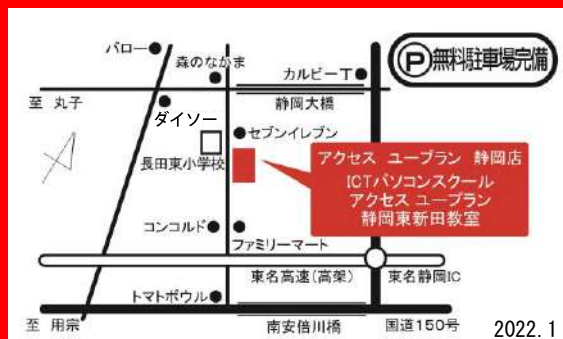 バロー
森のなかま
カルビー丁
Ⓟ無料駐車場完備
至 丸子
ダイソー
静岡大橋
セブンイレブン
長田東小学校
アクセス ユープラン 静岡店
ICTパソコンスクール
アクセス ユープラン
静岡東新田教室
コンコルド
ファミリーマート
東名高速(高架)
東名静岡IC
トマトボウル
至 用宗
南安倍川橋
国道150号
2022.1